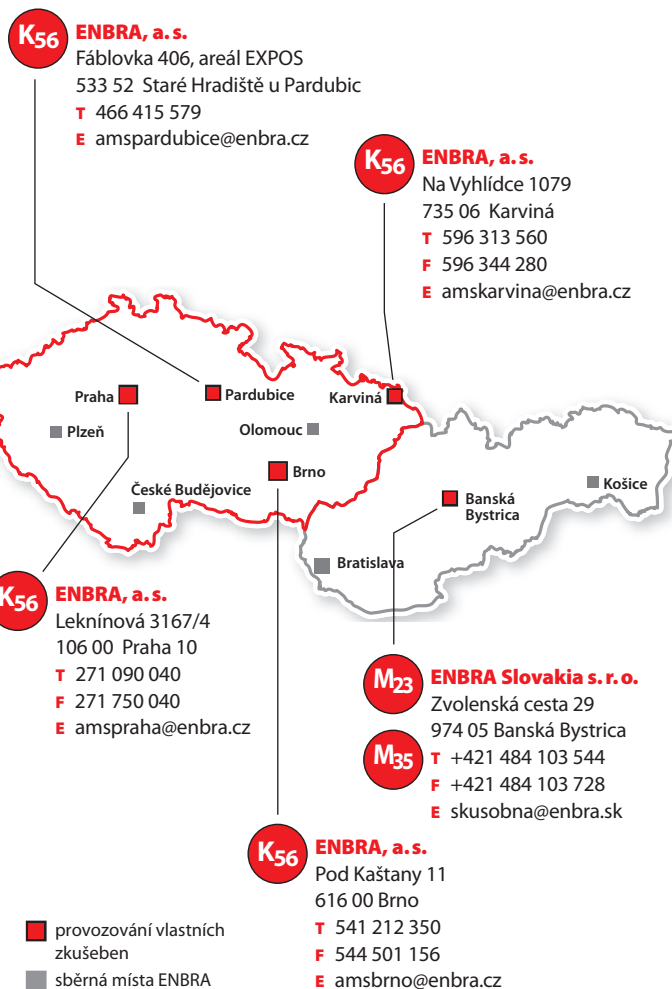 K56
ENBRA, a. s.
Fáblovka 406, areál EXPOS
533 52 Staré Hradiště u Pardubic
T 466 415 579
E amspardubice@enbra.cz
K56
ENBRA, a. s.
Na Vyhlídce 1079
735 06 Karviná
T 596 313 560
F 596 344 280
E amskarvina@enbra.cz
Praha
Pardubice
Karviná
Plzeň
Olomouc
Brno
České Budějovice
Banská
Bystrica
Košice
Bratislava
K56
ENBRA, a. s.
Leknínová 3167/4
106 00 Praha 10
T 271 090 040
F 271 750 040
E amspraha@enbra.cz
M23
ENBRA Slovakia s. r. o.
Zvolenská cesta 29
974 05 Banská Bystrica
M35
T +421 484 103 544
F +421 484 103 728
E skusobna@enbra.sk
K56
ENBRA, a. s.
Pod Kaštany 11
616 00 Brno
T 541 212 350
F 544 501 156
E amsbrno@enbra.cz
provozování vlastních
zkušeben
sběrná místa ENBRA